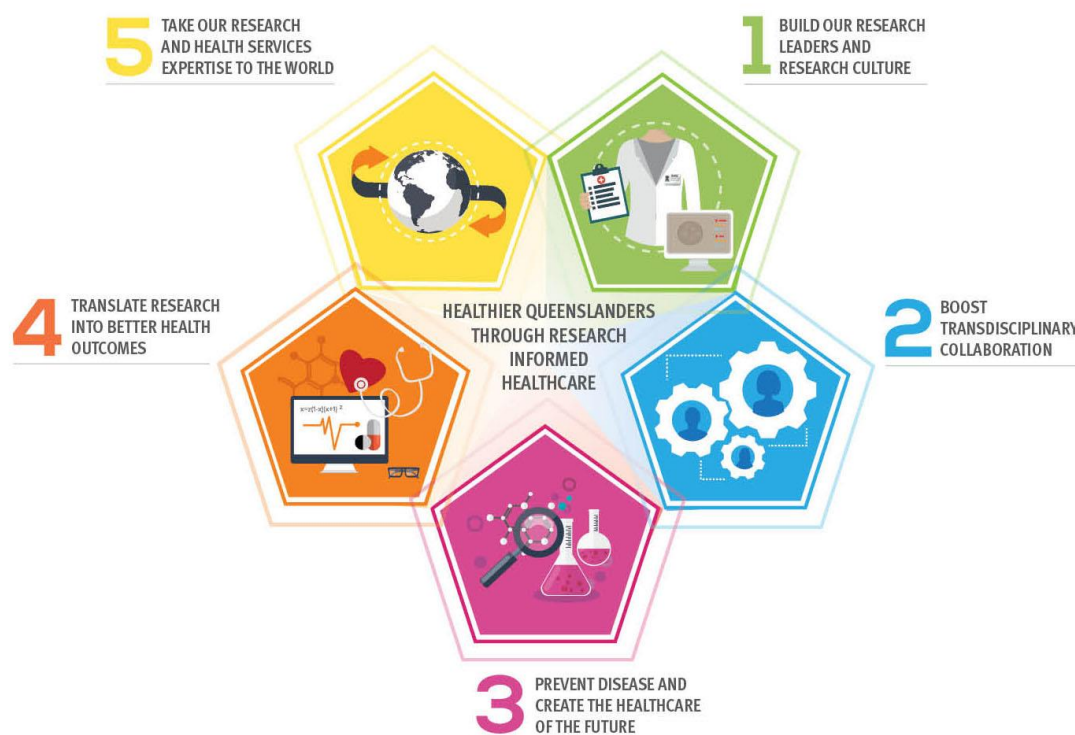 5
TAKE OUR RESEARCH
AND HEALTH SERVICES
EXPERTISE TO THE WORLD
1
BUILD OUR RESEARCH
LEADERS AND
RESEARCH CULTURE
4
TRANSLATE RESEARCH
INTO BETTER HEALTH
OUTCOMES
HEALTHIER QUEENSLANDERS
THROUGH RESEARCH
INFORMED
HEALTHCARE
2
BOOST
TRANSDISCIPLINARY
COLLABORATION
3
PREVENT DISEASE AND
CREATE THE HEALTHCARE
OF THE FUTURE